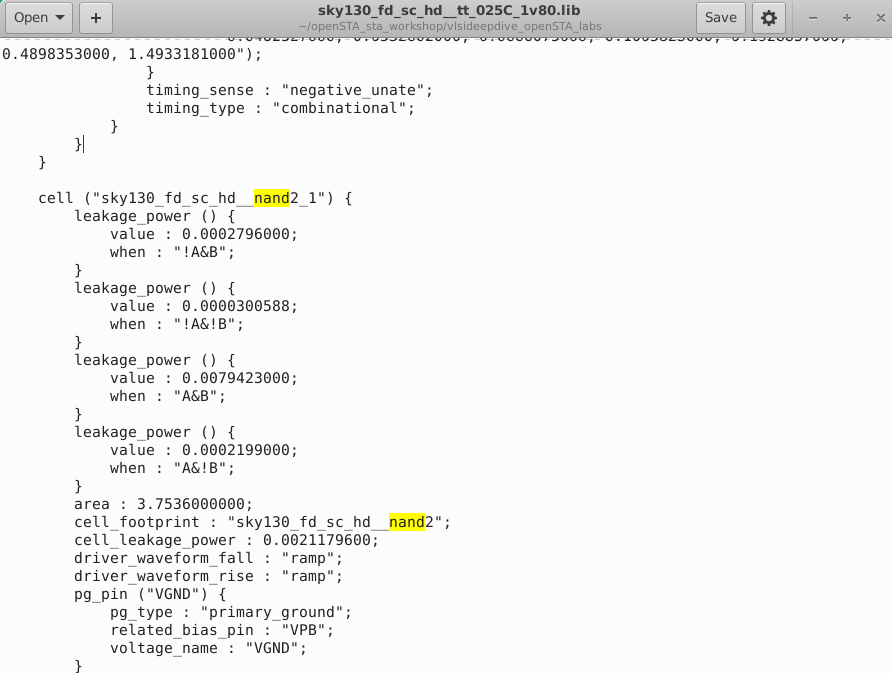 Open
+
sky130_fd_sc_hd__tt_025C_1v80.lib
~/openSTA_sta_workshop/vlsideepdive_openSTA_labs
Save
0.4898353000, 1.4933181000");
}
timing_sense : "negative_unate";
timing_type : "combinational";
}
}
}
cell ("sky130_fd_sc_hd__nand2_1") {
leakage_power () {
value : 0.0002796000;
when : "!A&B";
}
leakage_power () {
value : 0.0000300588;
when : "!A&!B";
}
leakage_power () {
value : 0.0079423000;
when : "A&B";
}
leakage_power () {
value : 0.0002199000;
when : "A&!B";
}
area : 3.7536000000;
cell_footprint : "sky130_fd_sc_hd__nand2";
cell_leakage_power : 0.0021179600;
driver_waveform_fall : "ramp";
driver_waveform_rise : "ramp";
pg_pin ("VGND") {
pg_type : "primary_ground";
related_bias_pin : "VPB";
voltage_name : "VGND";
}